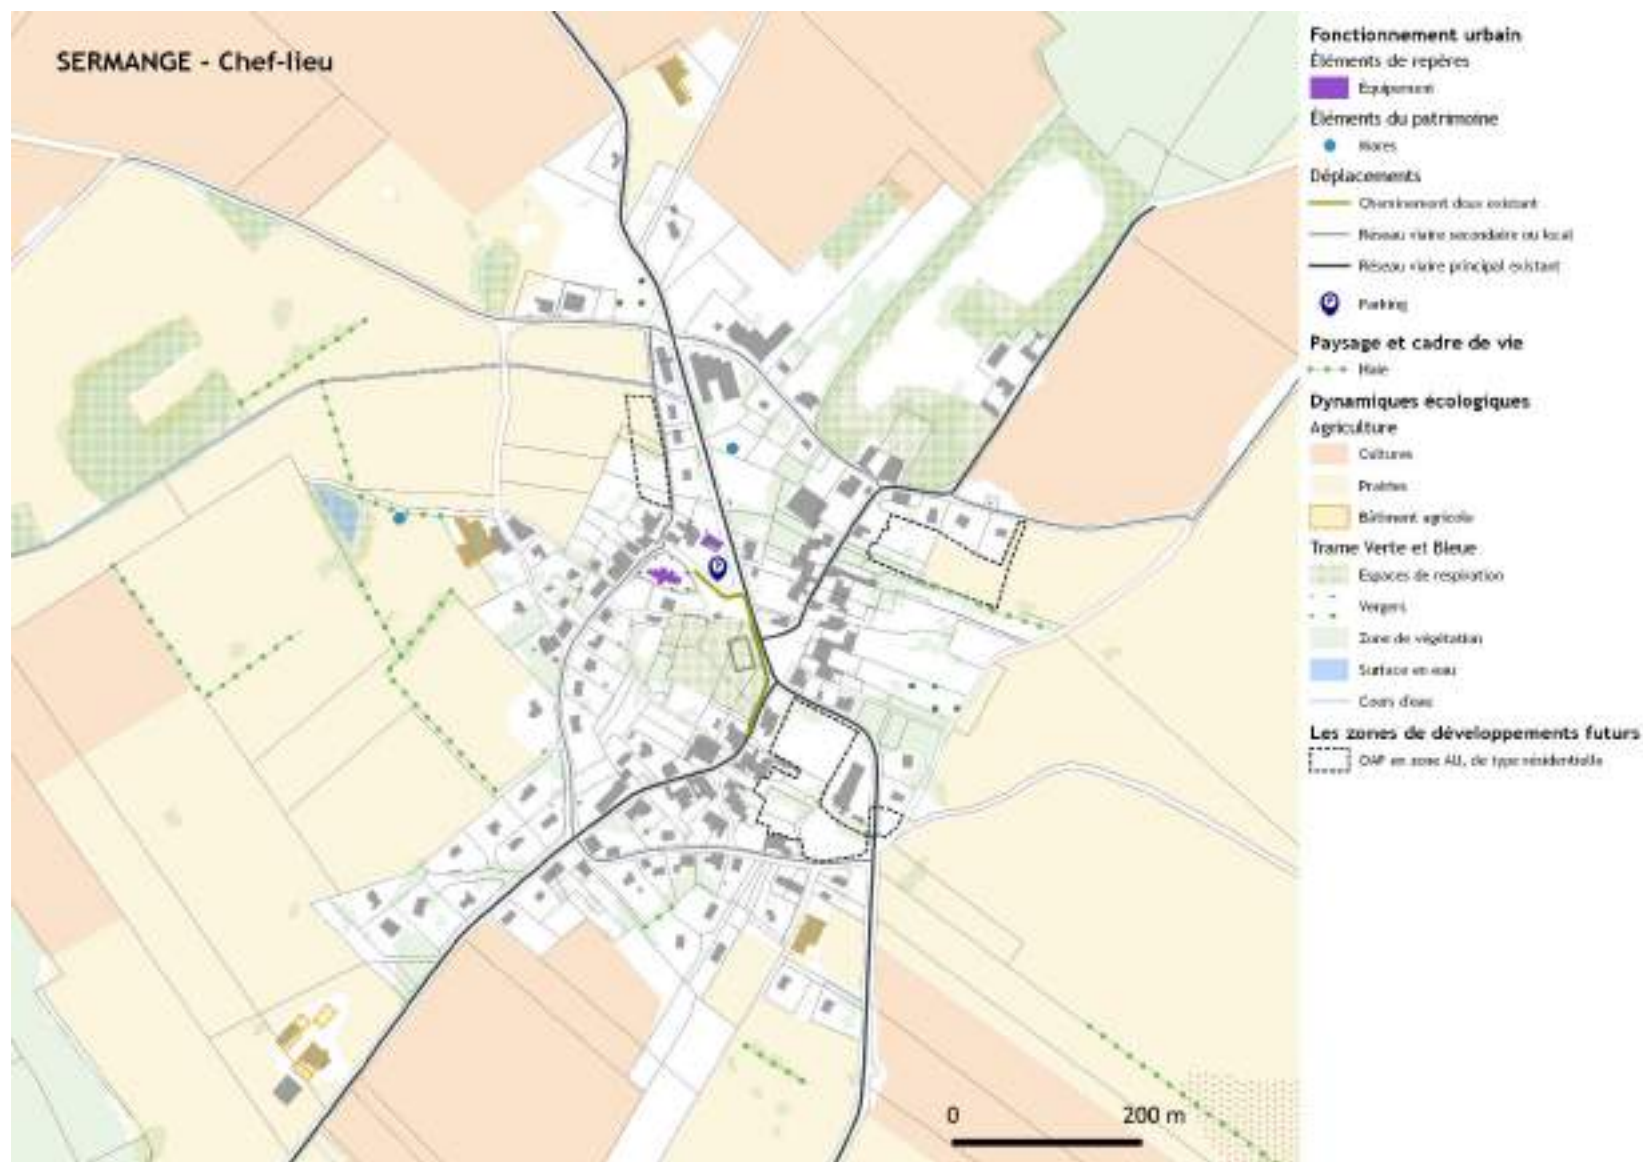 SERMANGE - Chef-lieu
Fonctionnement urbain
Éléments de repères
Équipement
Éléments du patrimoine
Mares
Déplacements
Cheminement doux existant
Réseau viaire secondaire ou local
Réseau viaire principal existant
P
Parking
Paysage et cadre de vie
Haie
Dynamiques écologiques
Agriculture
Cultures
Prairies
Bâtiment agricole
Trame Verte et Bleue
Espaces de respiration
Vergers
Zone de végétation
Surface en eau
Cours d'eau
Les zones de développements futurs
OAP en zone AU, de type résidentielle
P
0 200 m